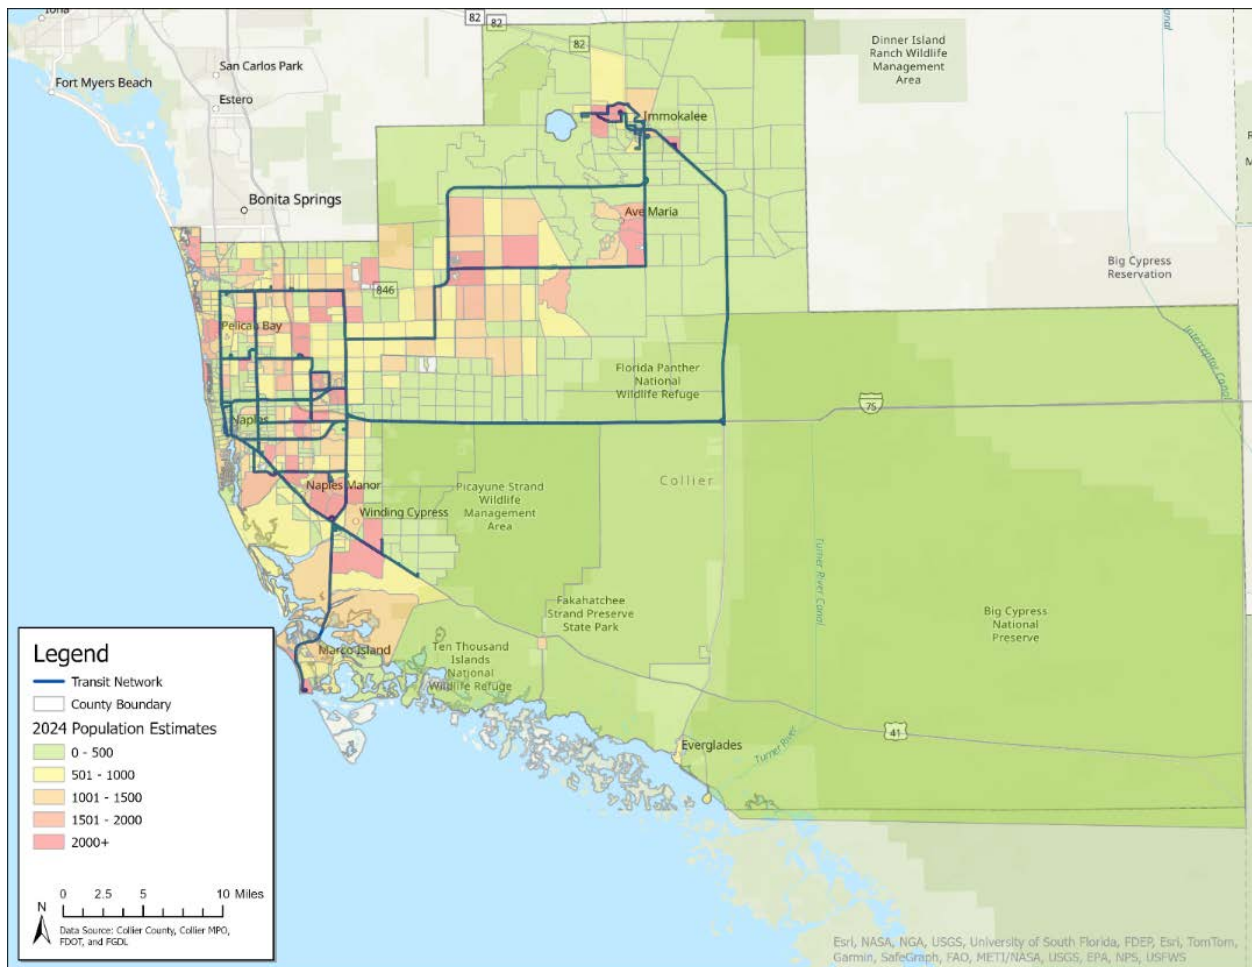 Iona
82
82
82
Dinner Island
Ranch Wildlife
Management
Area
San Carlos Park
Fort Myers Beach
Estero
Immokalee
Bonita Springs
Ave Maria
Big Cypress
Reservation
846
Pelican Bay
Interceptor Canal
Florida Panther
National
Wildlife Refuge
75
Naples
Collier
Naples Manor
Picayune Strand
Wildlife
Management
Area
Winding Cypress
Turner River Canal
Fakahatchee
Strand Preserve
State Park
Big Cypress
National
Preserve
Marco Island
Ten Thousand
Islands
National
Wildlife Refuge
Everglades
Turner River
41
Legend
Transit Network
County Boundary
2024 Population Estimates
0 - 500
501 - 1000
1001 - 1500
1501 - 2000
2000+
0 2.5 5 10 Miles
N
Data Source: Collier County, Collier MPO,
FDOT, and FGDL
Esri, NASA, NGA, USGS, University of South Florida, FDEP, Esri, TomTom,
Garmin, SafeGraph, FAO, METI/NASA, USGS, EPA, NPS, USFWS